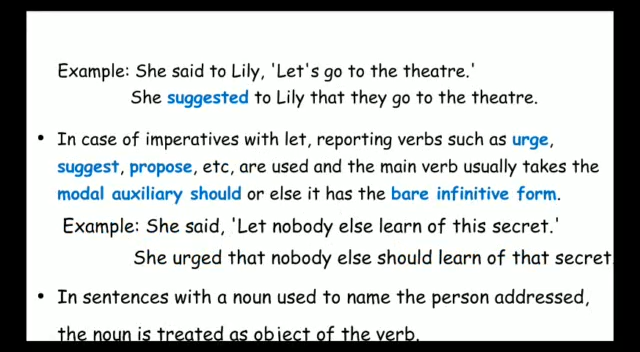 Example: She said to Lily, 'Let's go to the theatre.'
She suggested to Lily that they go to the theatre.
• In case of imperatives with let, reporting verbs such as urge,
suggest, propose, etc, are used and the main verb usually takes the
modal auxiliary should or else it has the bare infinitive form.
Example: She said, 'Let nobody else learn of this secret.'
She urged that nobody else should learn of that secret
• In sentences with a noun used to name the person addressed,
the noun is treated as object of the verb.